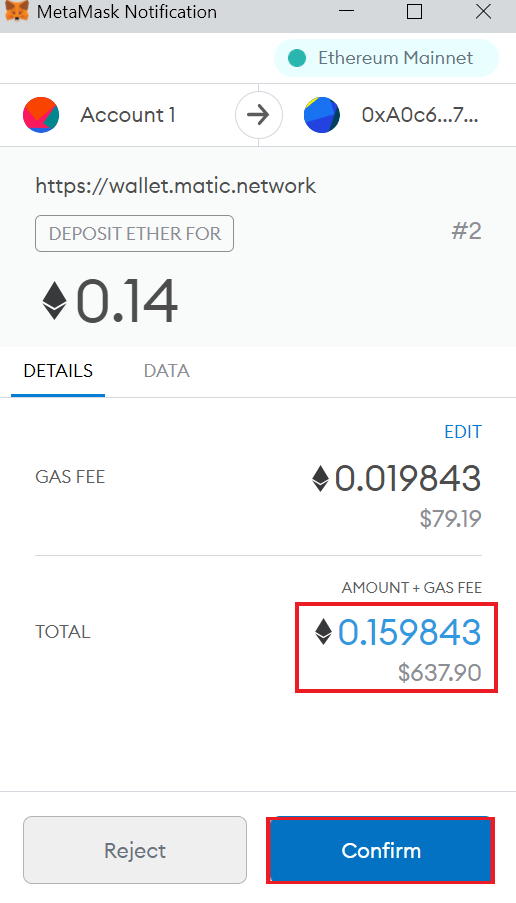 MetaMask Notification
Ethereum Mainnet
Account 1
0xA0c6...7...
https://wallet.matic.network
DEPOSIT ETHER FOR
#2
0.14
DETAILS
DATA
EDIT
GAS FEE
0.019843
$79.19
AMOUNT + GAS FEE
TOTAL
0.159843
$637.90
Reject
Confirm